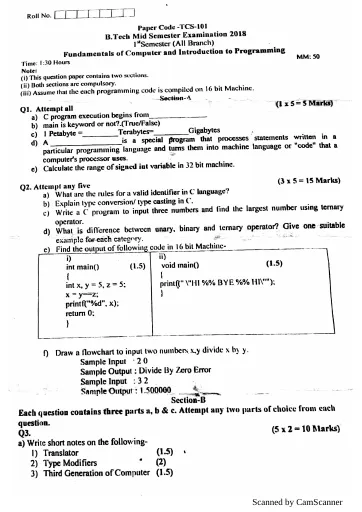 Roll No.
Paper Code -TCS-101
B.Tech Mid Semester Examination 2018
1stSemester (All Branch)
Fundamentals of Computer and Introduction to Programming
Time: 1:30 Hours
MM: 50
Note:
(i) This question paper contains two sections.
(ii) Both sections are compulsory.
(iii) Assume that the each programming code is compiled on 16 bit Machine.
Section-A
Q1. Attempt all (1 x 5 = 5 Marks)
a) C program execution begins from
b) main is keyword or not?.(True/False)
c) 1 Petabyte =________Terabytes=________Gigabytes
d) A ________________is a special program that processes statements written in a
particular programming language and turns them into machine language or "code" that a
computer's processor uses.
e) Calculate the range of signed int variable in 32 bit machine.
(3 x 5 = 15 Marks)
Q2. Attempt any five
a) What are the rules for a valid identifier in C language?
b) Explain type conversion/ type casting in C.
c) Write a C program to input three numbers and find the largest number using ternary
operator.
d) What is difference between unary, binary and ternary operator? Give one suitable
example for each category.
e) Find the output of following code in 16 bit Machine-
i)
int main() (1.5)
{
int x, y = 5, z = 5;
x = y==z;
printf("%d", x);
return 0;
}
ii)
void main() (1.5)
{
printf(" \"HI %% BYE %% HI\"");
}
f) Draw a flowchart to input two numbers x,y divide x by y.
Sample Input : 2 0
Sample Output : Divide By Zero Error
Sample Input : 3 2
Sample Output : 1.500000
Section-B
Each question contains three parts a, b & c. Attempt any two parts of choice from each
question.
Q3. (5 x 2 = 10 Marks)
a) Write short notes on the following-
1) Translator (1.5)
2) Type Modifiers (2)
3) Third Generation of Computer (1.5)
Scanned by CamScanner